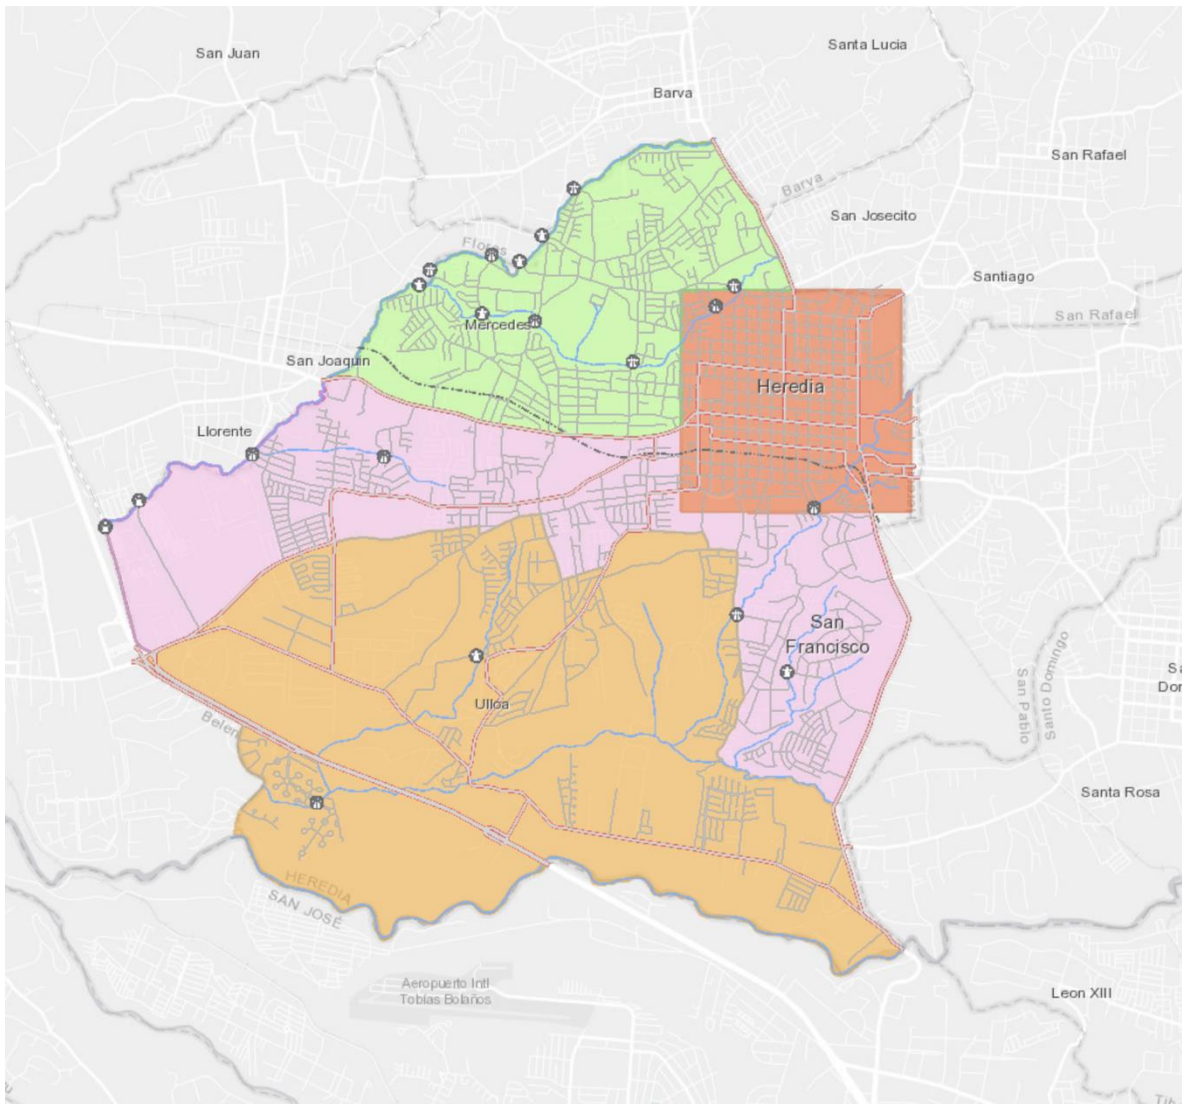 San Juan
Santa Lucia
Barva
San Rafael
Barva
San Josecito
Flores
Santiago
San Rafael
Mercedes
San Joaquin
Heredia
Llorente
San
Francisco
San Pablo
Santo Domingo
Ulloa
Belen
Santa Rosa
HEREDIA
SAN JOSÉ
Aeropuerto Intl
Tobías Bolaños
Leon XIII